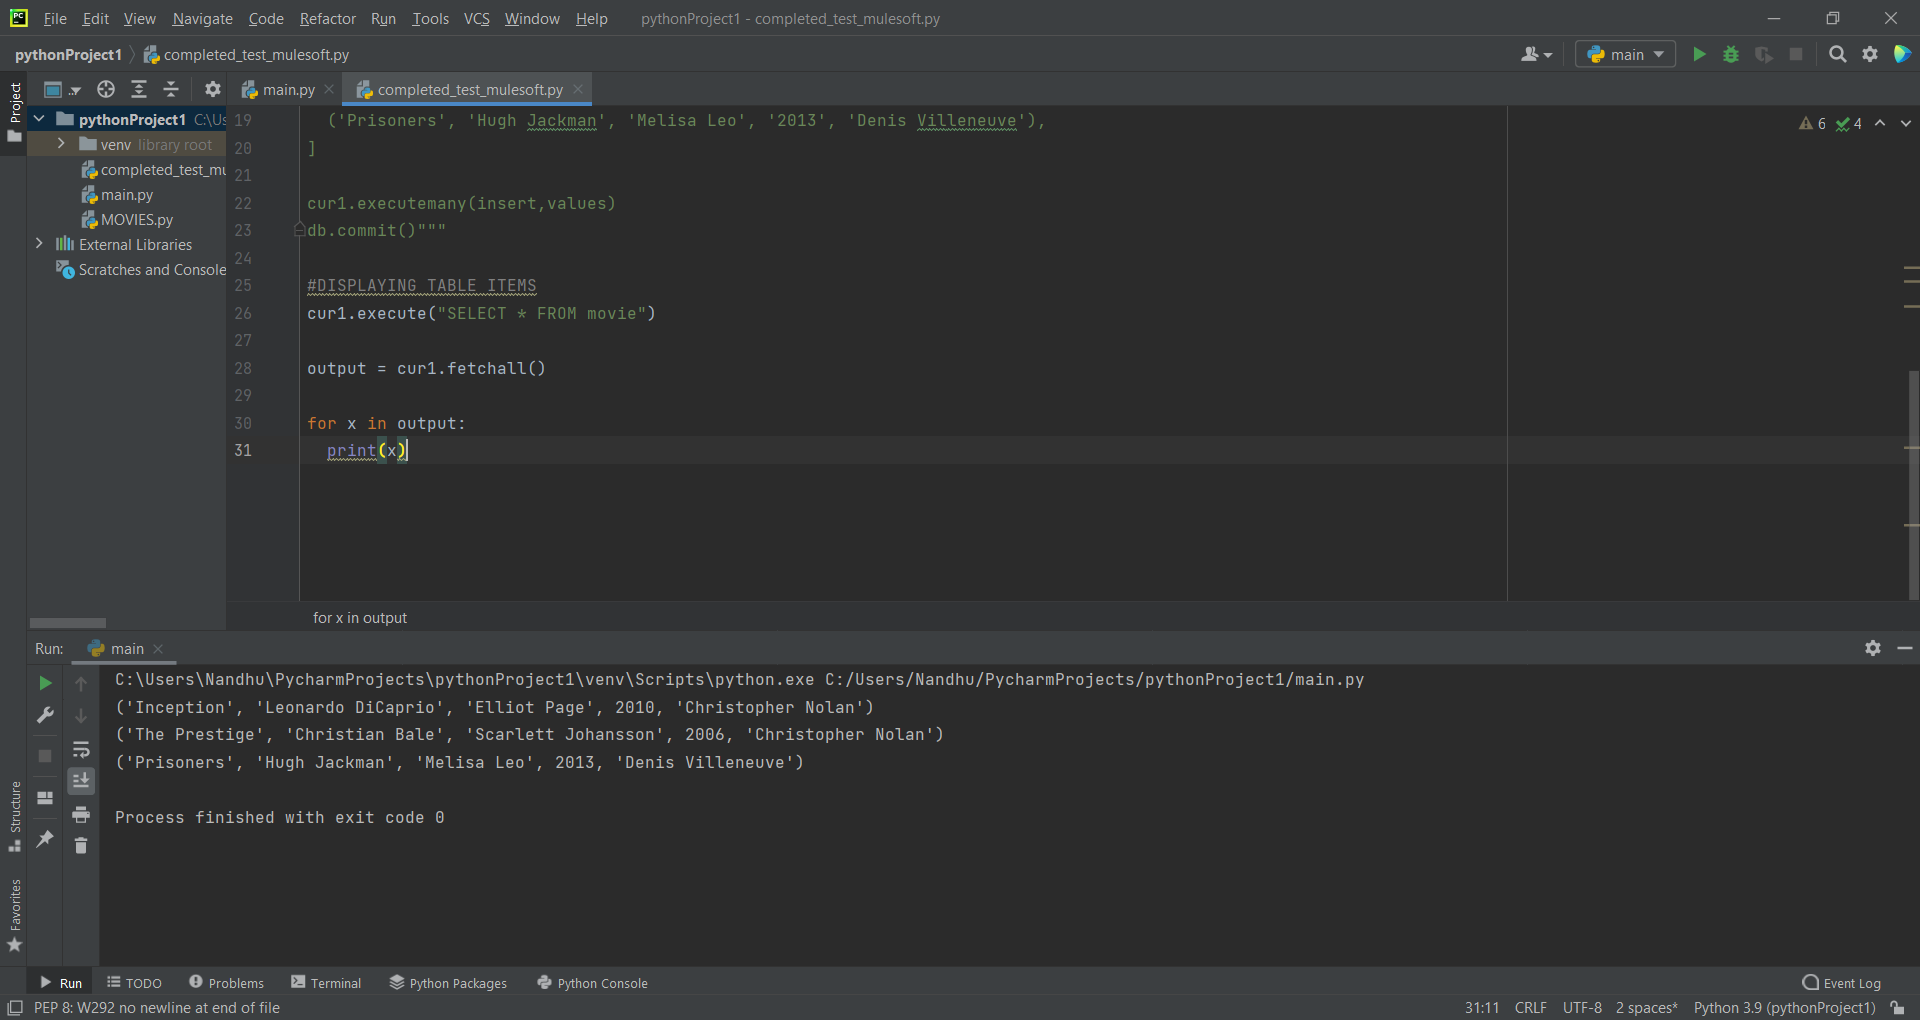 PC File Edit View Navigate Code Refactor Run Tools VCS Window Help pythonProject1 - completed_test_mulesoft.py
pythonProject1 completed_test_mulesoft.py main
Project
main.py completed_test_mulesoft.py
pythonProject1 C:\Us
venv library root
completed_test_mu
main.py
MOVIES.py
External Libraries
Scratches and Console
6 4
19 ('Prisoners', 'Hugh Jackman', 'Melisa Leo', '2013', 'Denis Villeneuve'),
20 ]
21
22 cur1.executemany(insert,values)
23 db.commit()"""
24
25 #DISPLAYING TABLE ITEMS
26 cur1.execute("SELECT * FROM movie")
27
28 output = cur1.fetchall()
29
30 for x in output:
31 print(x)
for x in output
Run: main
C:\Users\Nandhu\PycharmProjects\pythonProject1\venv\Scripts\python.exe C:/Users/Nandhu/PycharmProjects/pythonProject1/main.py
('Inception', 'Leonardo DiCaprio', 'Elliot Page', 2010, 'Christopher Nolan')
('The Prestige', 'Christian Bale', 'Scarlett Johansson', 2006, 'Christopher Nolan')
('Prisoners', 'Hugh Jackman', 'Melisa Leo', 2013, 'Denis Villeneuve')
Process finished with exit code 0
Structure
Favorites
Run TODO Problems Terminal Python Packages Python Console Event Log
PEP 8: W292 no newline at end of file 31:11 CRLF UTF-8 2 spaces* Python 3.9 (pythonProject1)